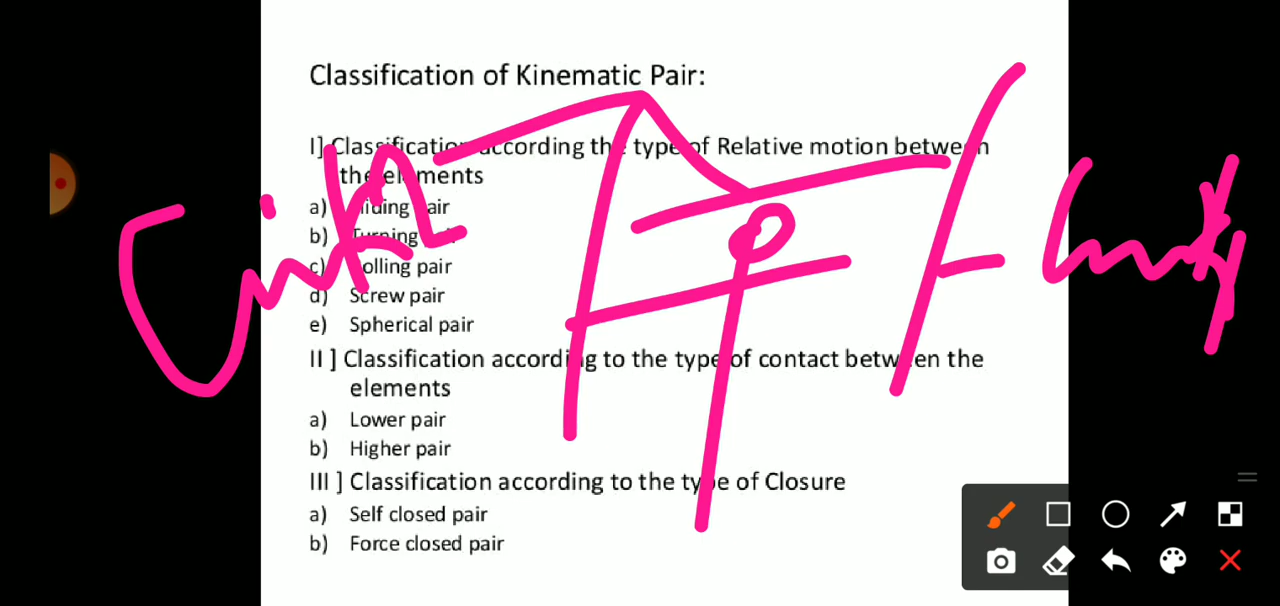 Classification of Kinematic Pair:
I] Classification according the type of Relative motion between
the elements
a) Sliding pair
b) Turning pair
c) Rolling pair
d) Screw pair
e) Spherical pair
II ] Classification according to the type of contact between the
elements
a) Lower pair
b) Higher pair
III ] Classification according to the type of Closure
a) Self closed pair
b) Force closed pair